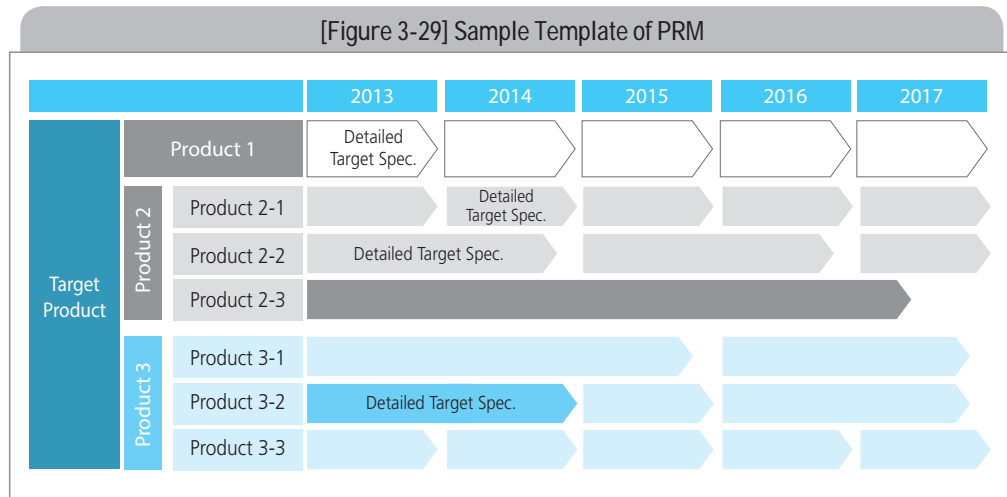 [Figure 3-29] Sample Template of PRM
2013 2014 2015 2016 2017
Target
Product
Product 1
Detailed
Target Spec.
Product 2
Product 2-1
Detailed
Target Spec.
Product 2-2
Detailed Target Spec.
Product 2-3
Product 3
Product 3-1
Product 3-2
Detailed Target Spec.
Product 3-3